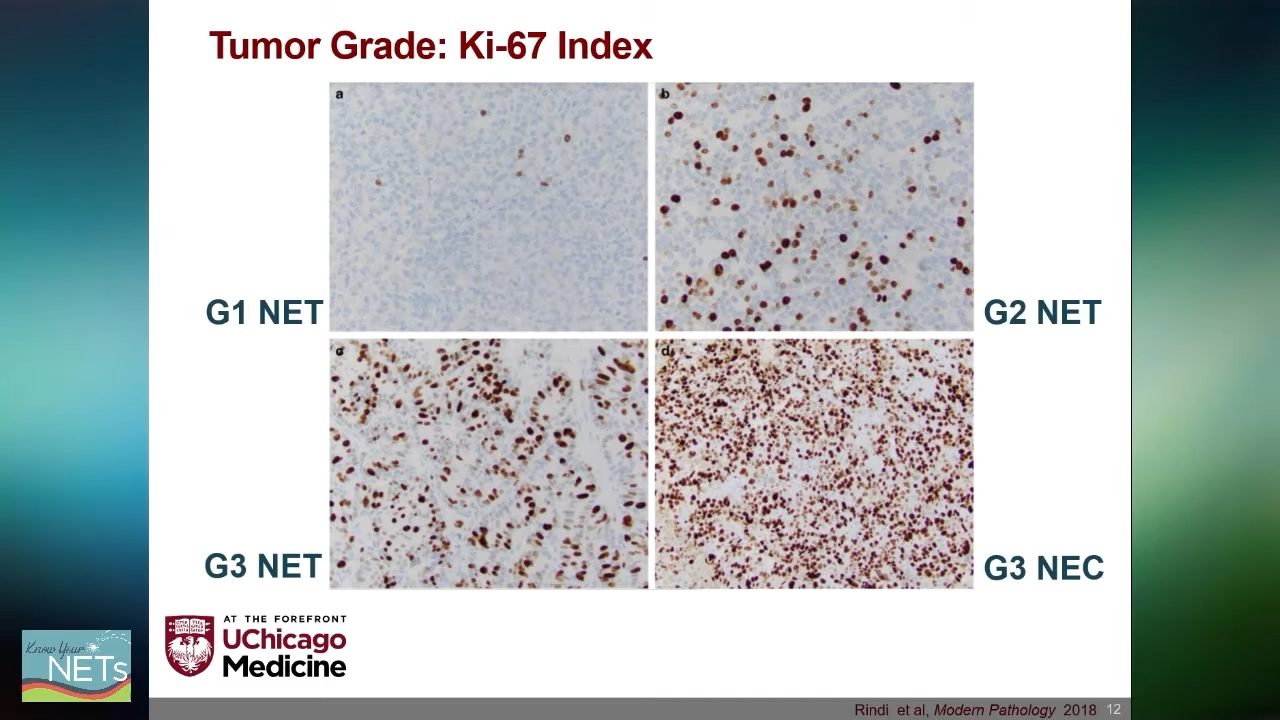 Tumor Grade: Ki-67 Index
a
b
G1 NET
G2 NET
c
d
G3 NET
G3 NEC
AT THE FOREFRONT
UChicago
Medicine
Know Your
NETs
Rindi et al, Modern Pathology 2018 12